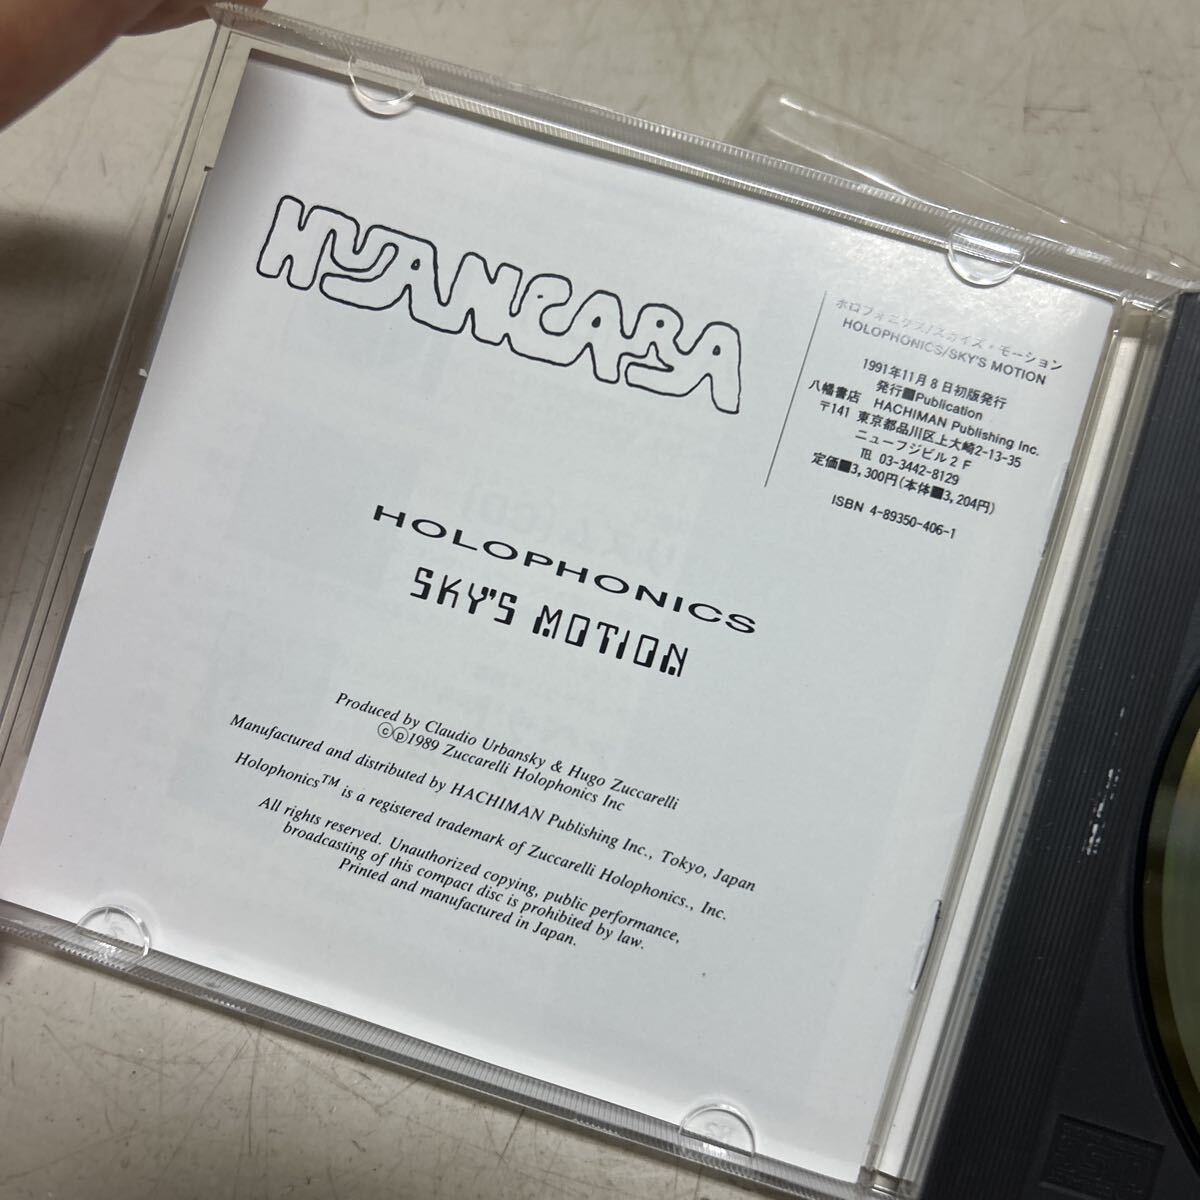 HUANCARA
ホロフォニクス/スカイズ・モーション
HOLOPHONICS/SKY'S MOTION
1991年11月8日初版発行
発行■Publication
八幡書店 HACHIMAN Publishing Inc.
〒141 東京都品川区上大崎2-13-35
ニューフジビル2F
℡ 03-3442-8129
定価■3,300円(本体■3,204円)
ISBN 4-89350-406-1
HOLOPHONICS
SKY'S MOTION
Produced by Claudio Urbansky & Hugo Zuccarelli
ⓒⓟ1989 Zuccarelli Holophonics Inc
Manufactured and distributed by HACHIMAN Publishing Inc., Tokyo, Japan
Holophonics™ is a registered trademark of Zuccarelli Holophonics., Inc.
All rights reserved. Unauthorized copying, public performance,
broadcasting of this compact disc is prohibited by law.
Printed and manufactured in Japan.